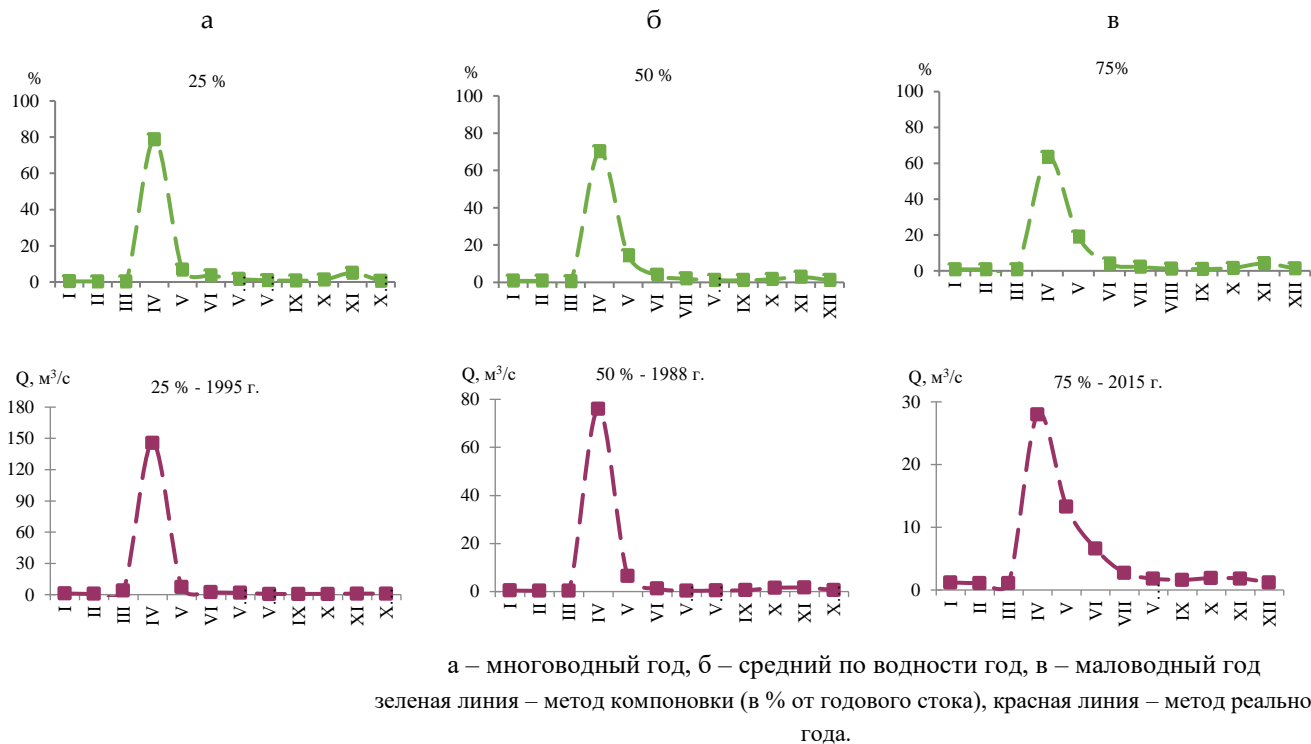 а
б
в
%
25 %
100
80
60
40
20
0
I
II
III
IV
V
VI
V…
V…
IX
X
XI
X…
%
50 %
100
80
60
40
20
0
I
II
III
IV
V
VI
VII
V…
IX
X
XI
XII
%
75%
100
80
60
40
20
0
I
II
III
IV
V
VI
VII
VIII
IX
X
XI
XII
Q, м³/с
25 % - 1995 г.
180
150
120
90
60
30
0
I
II
III
IV
V
VI
V…
V…
IX
X
XI
X…
Q, м³/с
50 % - 1988 г.
80
60
40
20
0
I
II
III
IV
V
VI
V…
V…
IX
X
XI
X…
Q, м³/с
75 % - 2015 г.
30
20
10
0
I
II
III
IV
V
VI
VII
V…
IX
X
XI
XII
а – многоводный год, б – средний по водности год, в – маловодный год
зеленая линия – метод компоновки (в % от годового стока), красная линия – метод реально
года.